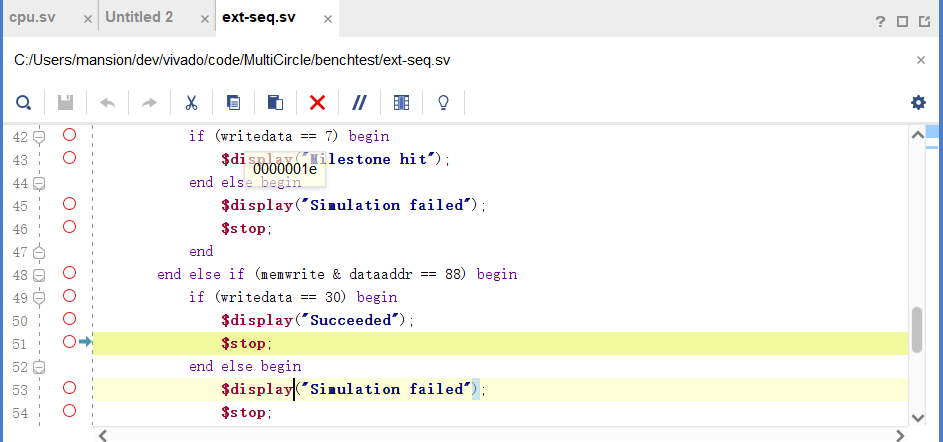 cpu.sv × Untitled 2 × ext-seq.sv × ?
C:/Users/mansion/dev/vivado/code/MultiCircle/benchtest/ext-seq.sv ×
42 if (writedata == 7) begin
43 $display("Milestone hit");
0000001e
44 end else begin
45 $display("Simulation failed");
46 $stop;
47 end
48 end else if (memwrite & dataaddr == 88) begin
49 if (writedata == 30) begin
50 $display("Succeeded");
51 $stop;
52 end else begin
53 $display("Simulation failed");
54 $stop;